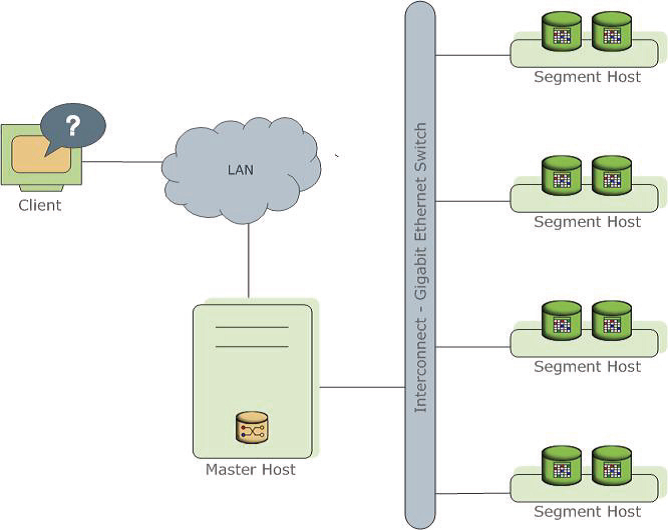 ?
Client
LAN
Master Host
Interconnect - Gigabit Ethernet Switch
Segment Host
Segment Host
Segment Host
Segment Host